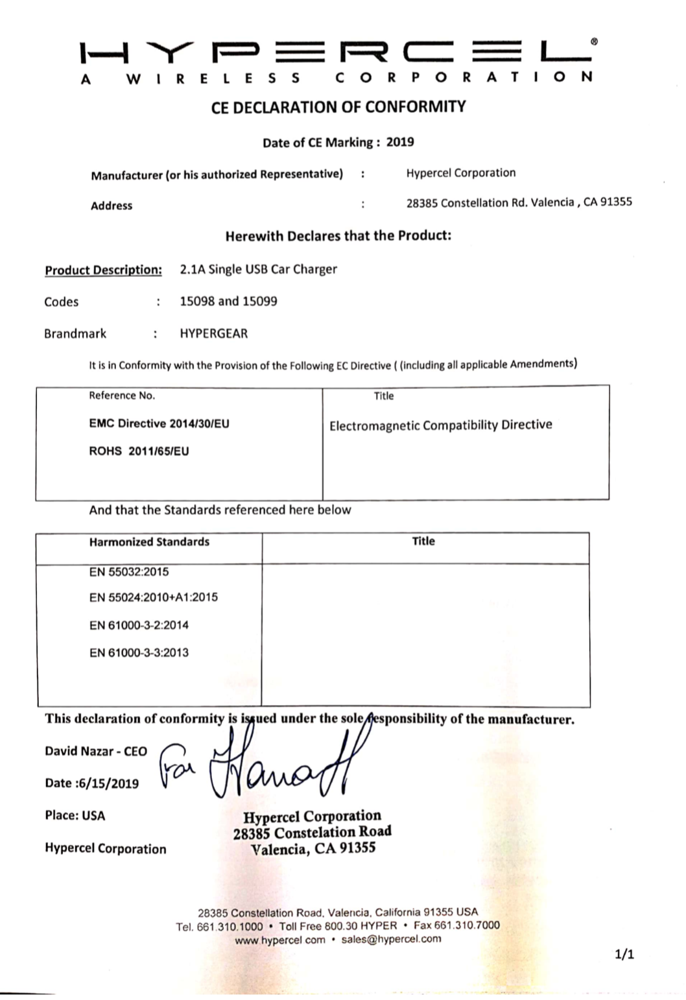 HYPERCEL®
A WIRELESS CORPORATION
CE DECLARATION OF CONFORMITY
Date of CE Marking : 2019
Manufacturer (or his authorized Representative) : Hypercel Corporation
Address : 28385 Constellation Rd. Valencia , CA 91355
Herewith Declares that the Product:
Product Description: 2.1A Single USB Car Charger
Codes : 15098 and 15099
Brandmark : HYPERGEAR
It is in Conformity with the Provision of the Following EC Directive ( (including all applicable Amendments)
Reference No. Title
EMC Directive 2014/30/EU Electromagnetic Compatibility Directive
ROHS 2011/65/EU
And that the Standards referenced here below
Harmonized Standards Title
EN 55032:2015
EN 55024:2010+A1:2015
EN 61000-3-2:2014
EN 61000-3-3:2013
This declaration of conformity is issued under the sole responsibility of the manufacturer.
David Nazar - CEO
For
Date :6/15/2019
Place: USA
Hypercel Corporation
Hypercel Corporation
28385 Constelation Road
Valencia, CA 91355
28385 Constellation Road, Valencia, California 91355 USA
Tel. 661.310.1000 • Toll Free 800.30 HYPER • Fax 661.310.7000
www.hypercel.com • sales@hypercel.com
1/1